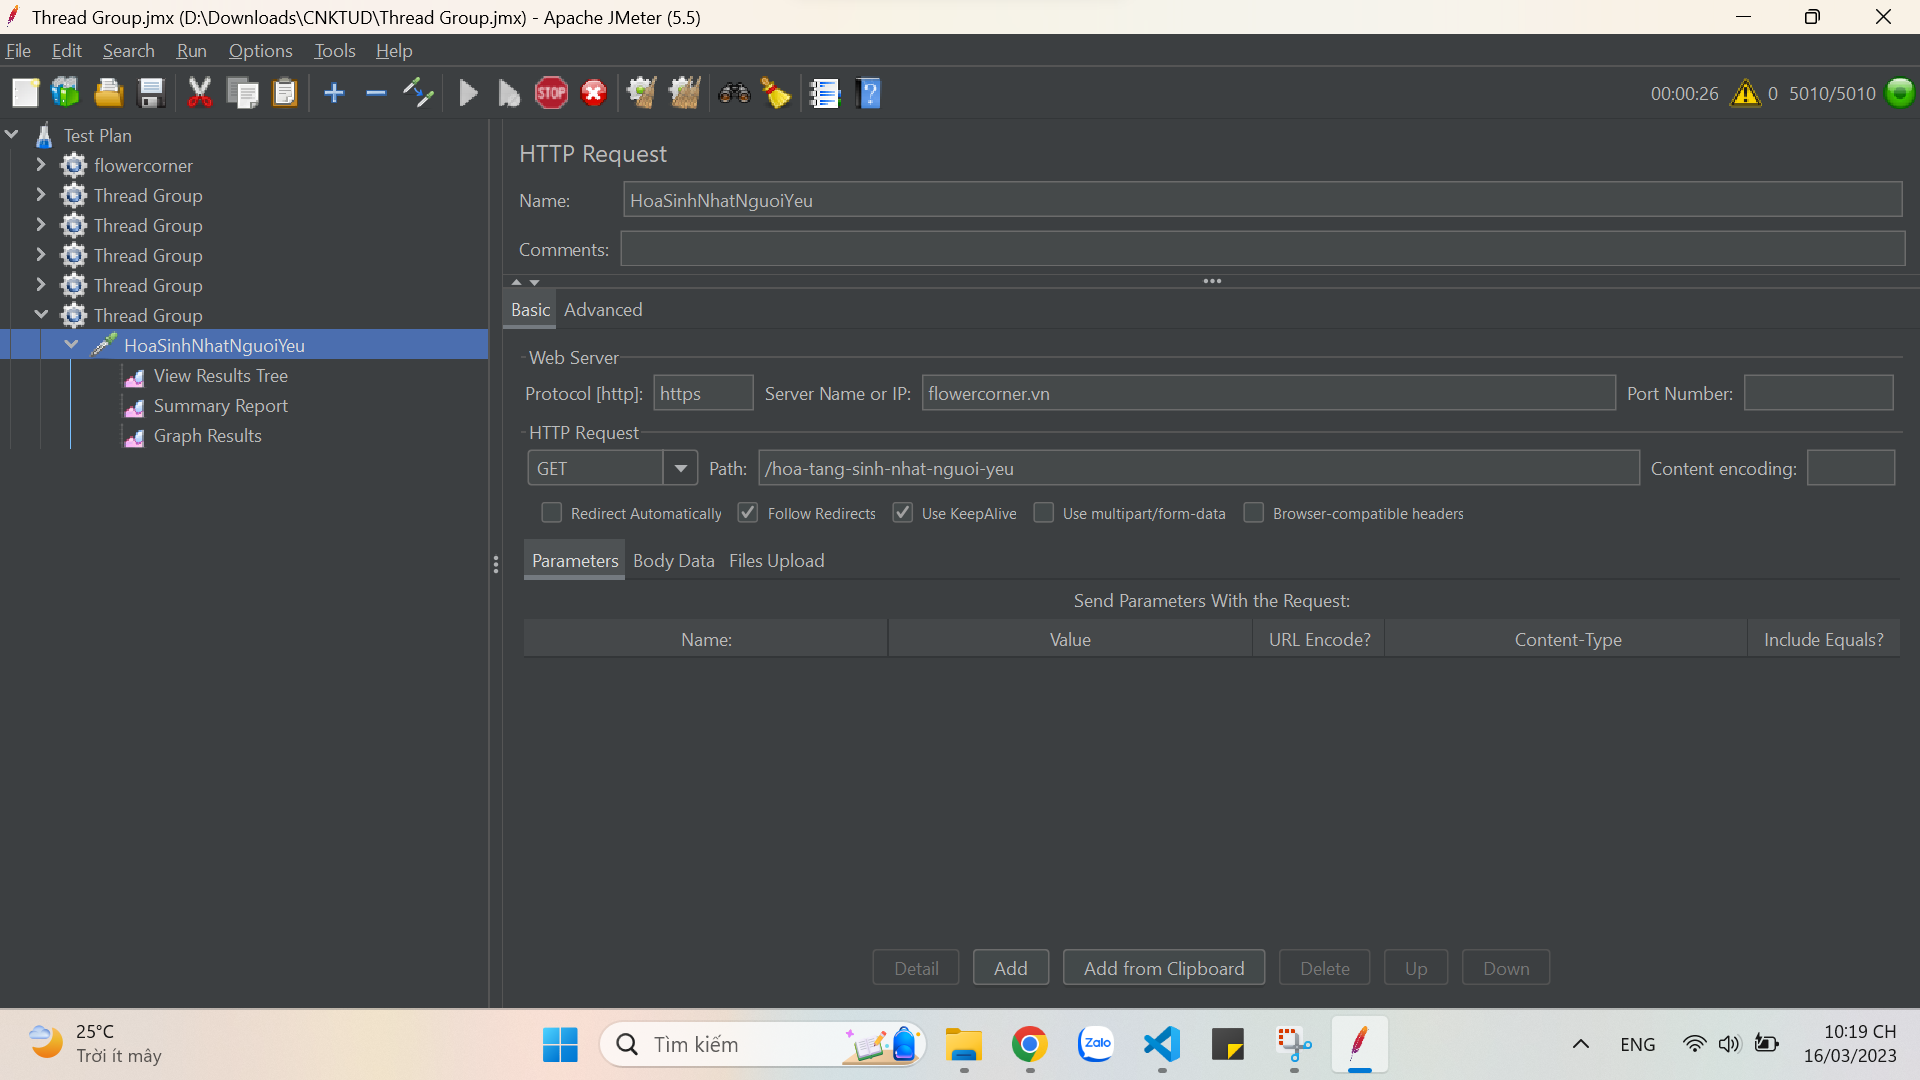 Thread Group.jmx (D:\Downloads\CNKTUD\Thread Group.jmx) - Apache JMeter (5.5)
File Edit Search Run Options Tools Help
STOP
00:00:26 0 5010/5010
Test Plan
flowercorner
Thread Group
Thread Group
Thread Group
Thread Group
Thread Group
HoaSinhNhatNguoiYeu
View Results Tree
Summary Report
Graph Results
HTTP Request
Name: HoaSinhNhatNguoiYeu
Comments:
Basic Advanced
Web Server
Protocol [http]: https Server Name or IP: flowercorner.vn Port Number:
HTTP Request
GET Path: /hoa-tang-sinh-nhat-nguoi-yeu Content encoding:
Redirect Automatically Follow Redirects Use KeepAlive Use multipart/form-data Browser-compatible headers
Parameters Body Data Files Upload
Send Parameters With the Request:
Name: Value URL Encode? Content-Type Include Equals?
Detail Add Add from Clipboard Delete Up Down
25°C
Trời ít mây
Tìm kiếm
Zalo
ENG
10:19 CH
16/03/2023